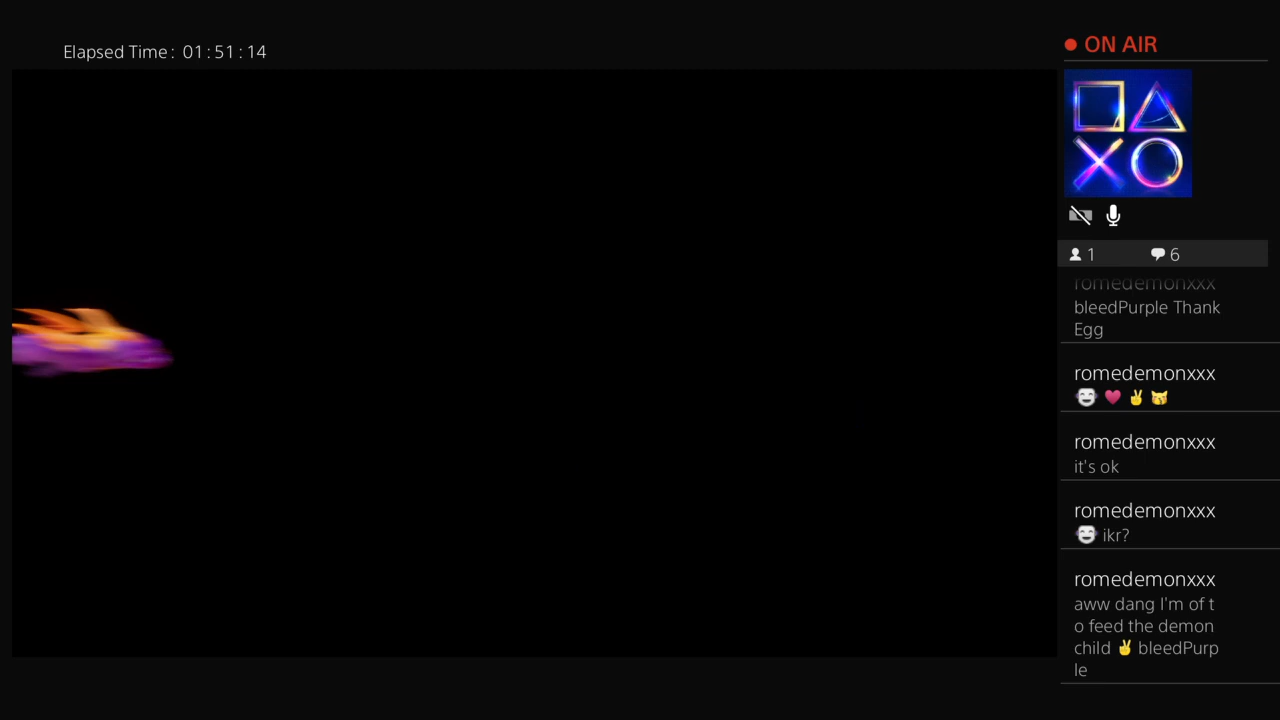 Elapsed Time: 01:51:14
ON AIR
1 6
romedemonxxx
bleedPurple Thank
Egg
romedemonxxx
romedemonxxx
it's ok
romedemonxxx
ikr?
romedemonxxx
aww dang I'm of t
o feed the demon
child ✌ bleedPurp
le